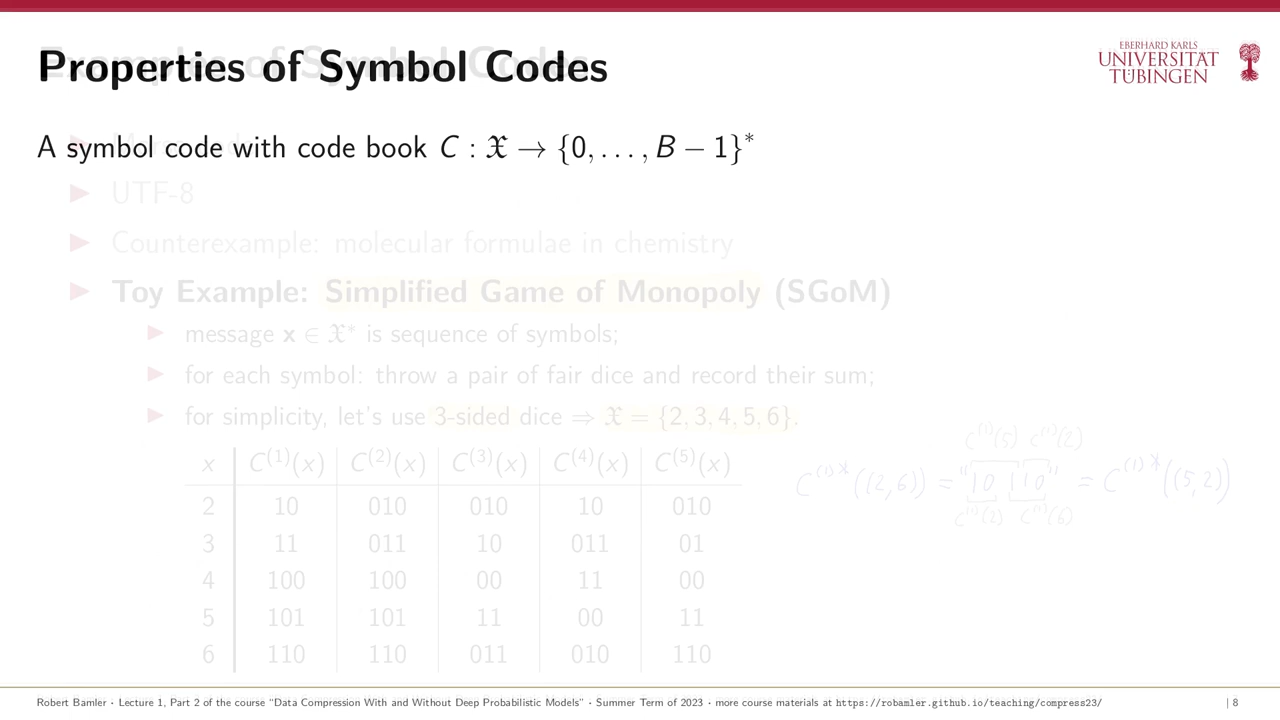 Properties of Symbol Codes
EBERHARD KARLS
UNIVERSITÄT
TÜBINGEN
A symbol code with code book C : 𝔛 → {0, . . . , B − 1}*
UTF-8
Counterexample: molecular formulae in chemistry
Toy Example: Simplified Game of Monopoly (SGoM)
message x ∈ 𝔛* is sequence of symbols;
for each symbol: throw a pair of fair dice and record their sum;
for simplicity, let's use 3-sided dice ⇒ 𝔛 = {2, 3, 4, 5, 6}.
x C⁽¹⁾(x) C⁽²⁾(x) C⁽³⁾(x) C⁽⁴⁾(x) C⁽⁵⁾(x)
2 10 010 010 10 010
3 11 011 10 011 01
4 100 100 00 11 00
5 101 101 11 00 11
6 110 110 011 010 110
C⁽¹⁾(5) C⁽¹⁾(2)
C⁽¹⁾*((2,6)) = "10110" = C⁽¹⁾*((5,2))
C⁽¹⁾(2) C⁽¹⁾(6)
Robert Bamler · Lecture 1, Part 2 of the course "Data Compression With and Without Deep Probabilistic Models" · Summer Term of 2023 · more course materials at https://robamler.github.io/teaching/compress23/
| 8